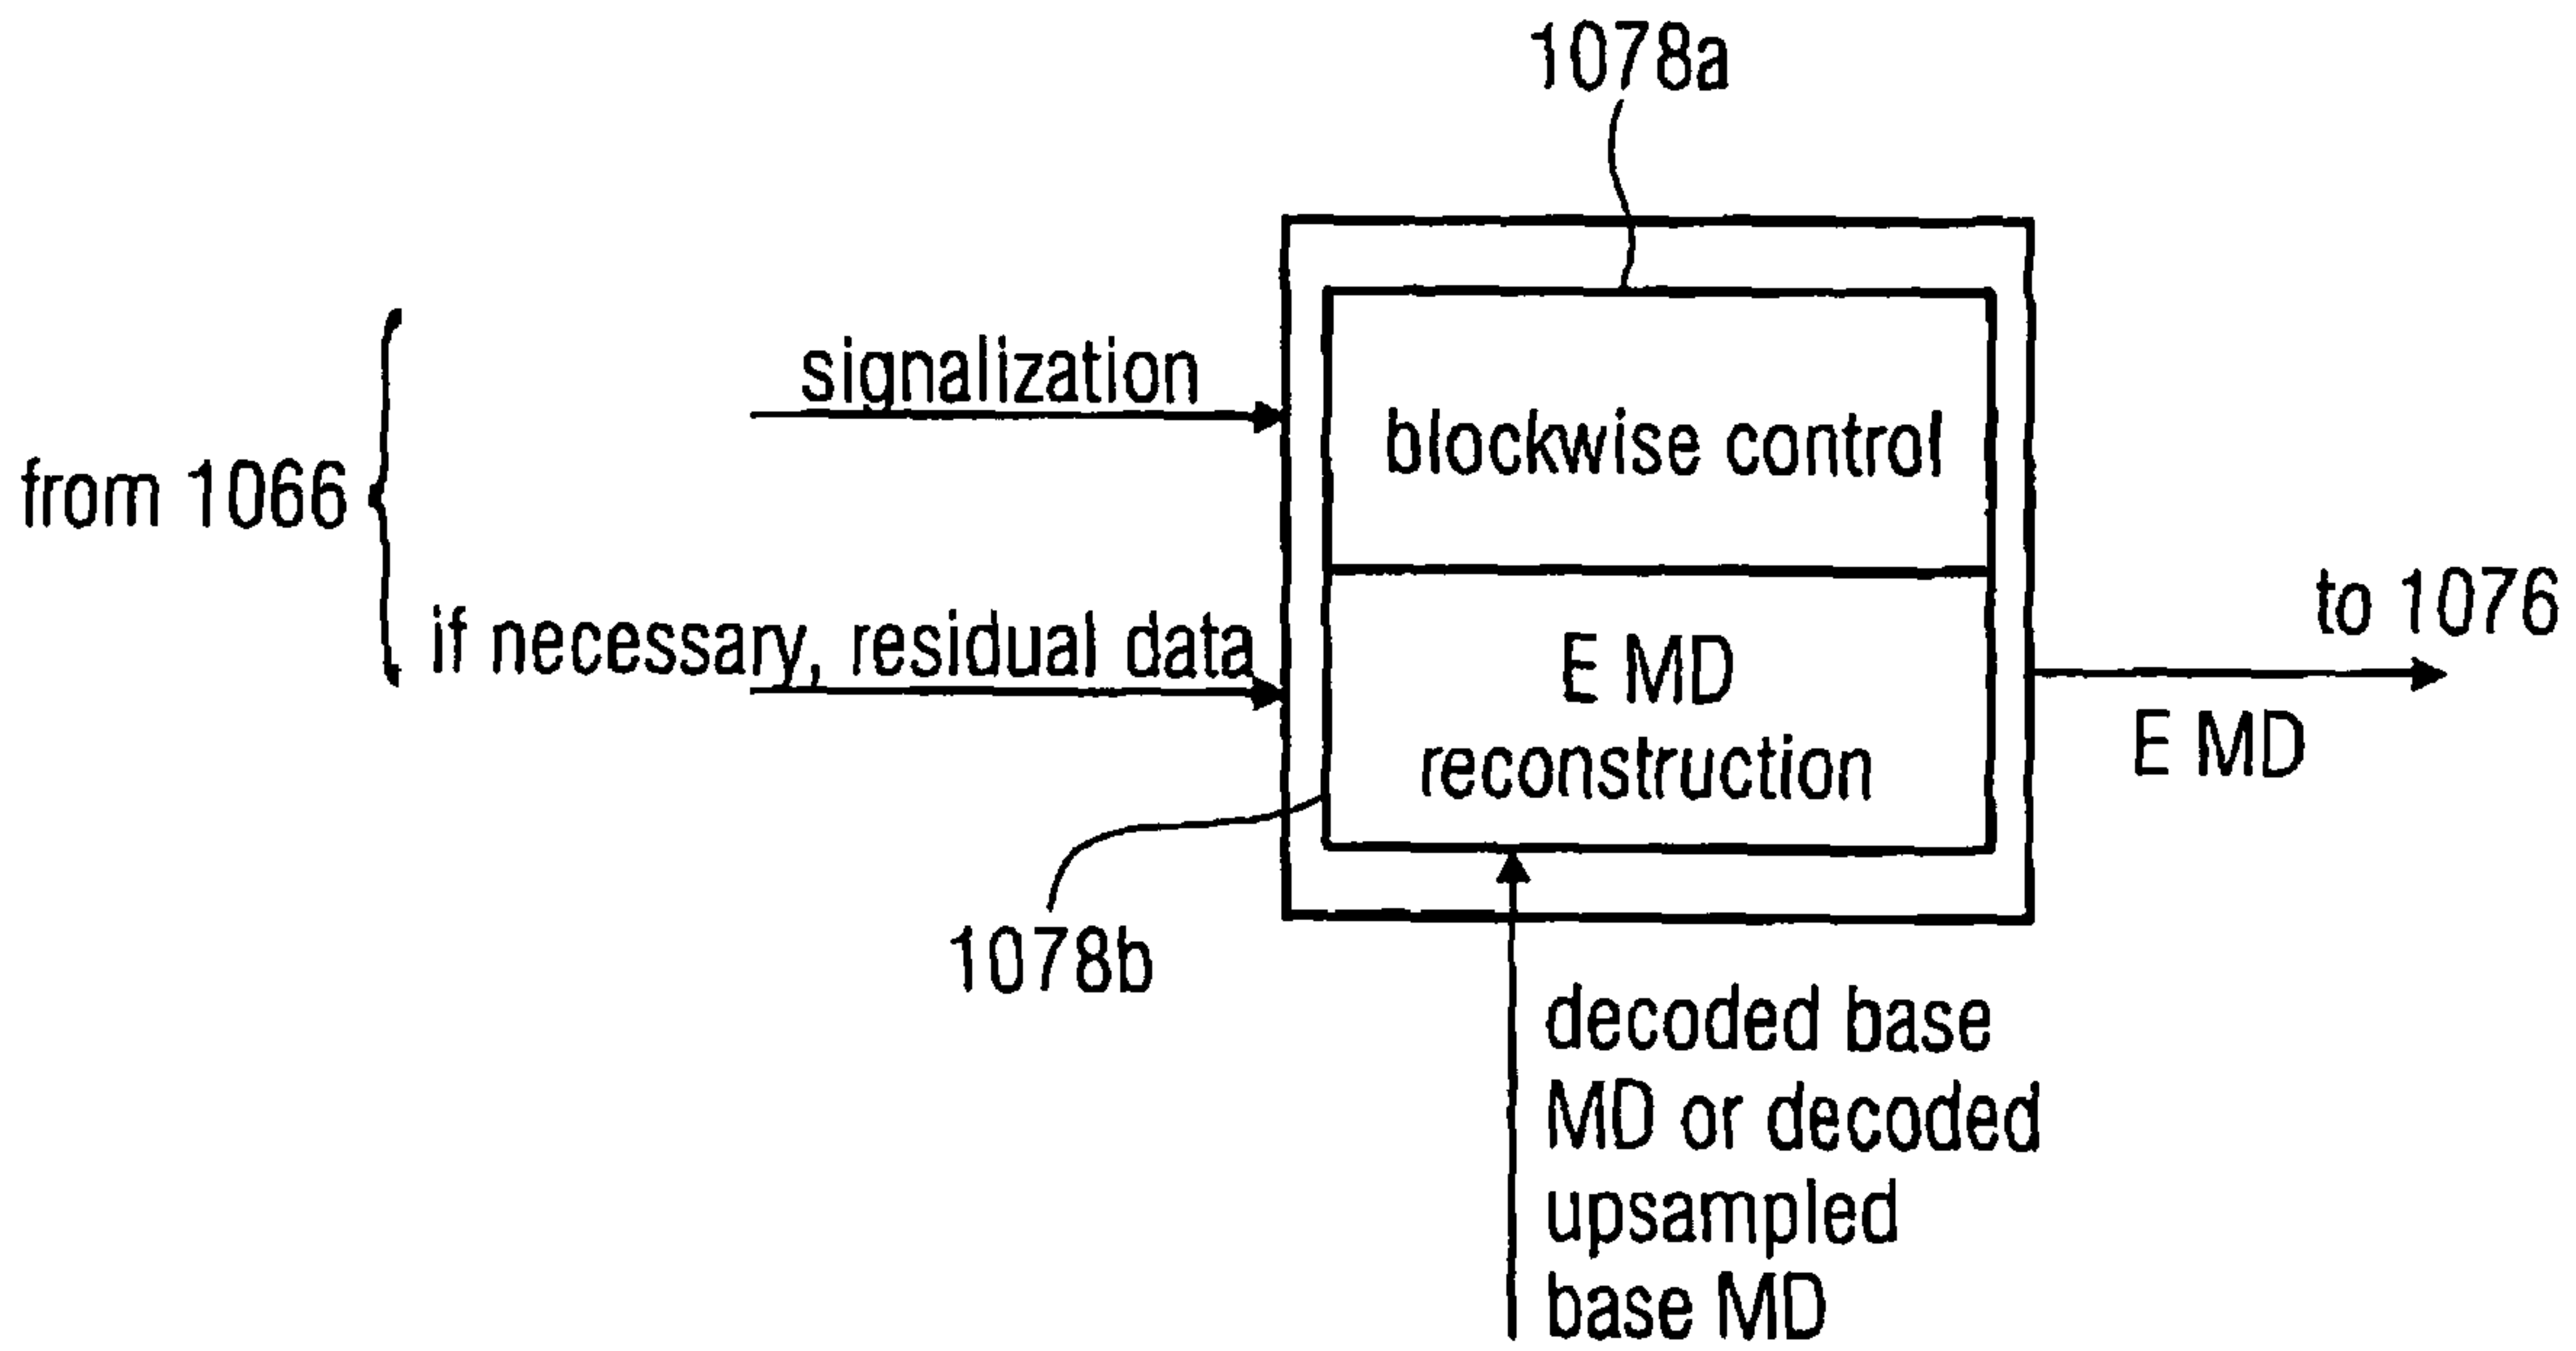 1078a
signalization
blockwise control
from 1066
if necessary, residual data
E MD
reconstruction
to 1076
E MD
1078b
decoded base
MD or decoded
upsampled
base MD